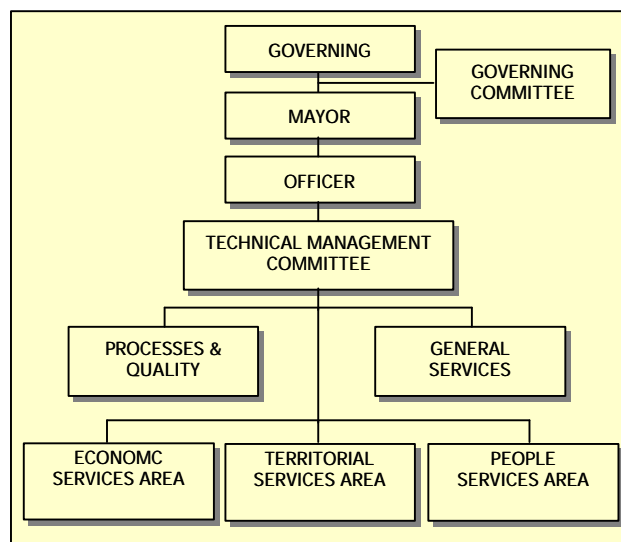 GOVERNING
GOVERNING
COMMITTEE
MAYOR
OFFICER
TECHNICAL MANAGEMENT
COMMITTEE
PROCESSES &
QUALITY
GENERAL
SERVICES
ECONOMC
SERVICES AREA
TERRITORIAL
SERVICES AREA
PEOPLE
SERVICES AREA